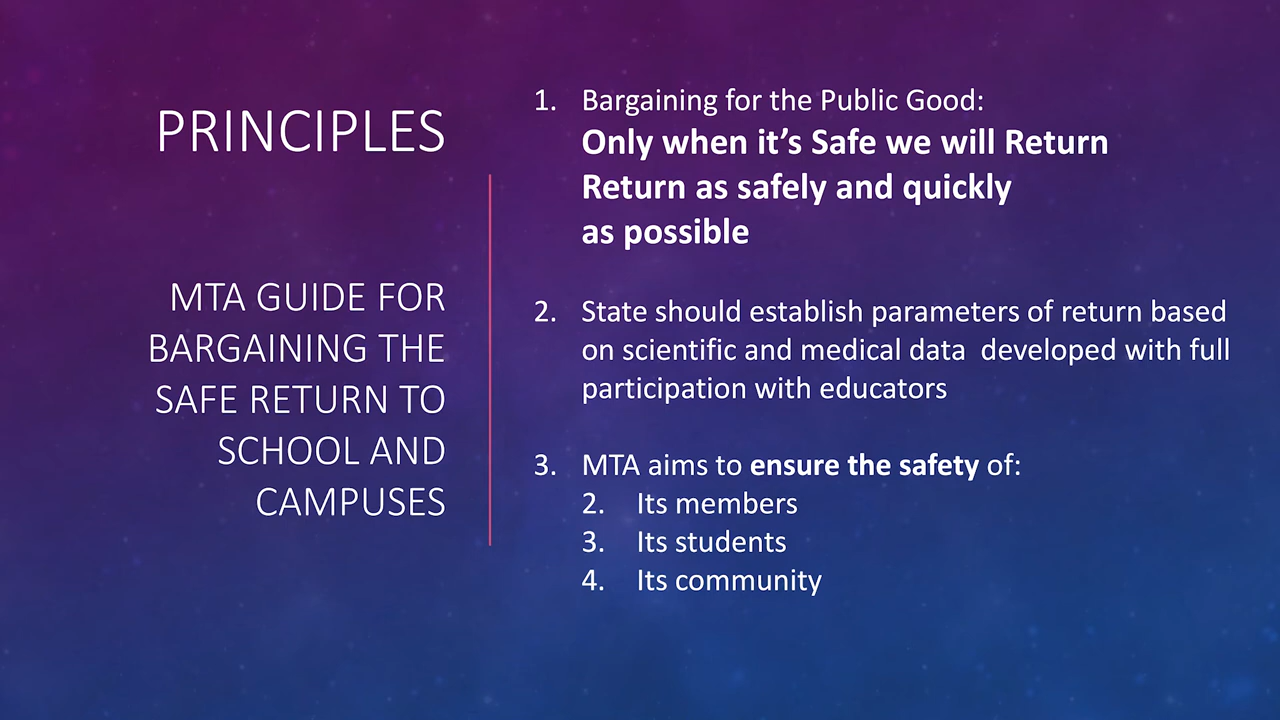 PRINCIPLES
MTA GUIDE FOR
BARGAINING THE
SAFE RETURN TO
SCHOOL AND
CAMPUSES
1. Bargaining for the Public Good:
Only when it’s Safe we will Return
Return as safely and quickly
as possible
2. State should establish parameters of return based
on scientific and medical data  developed with full
participation with educators
3. MTA aims to ensure the safety of:
2. Its members
3. Its students
4. Its community